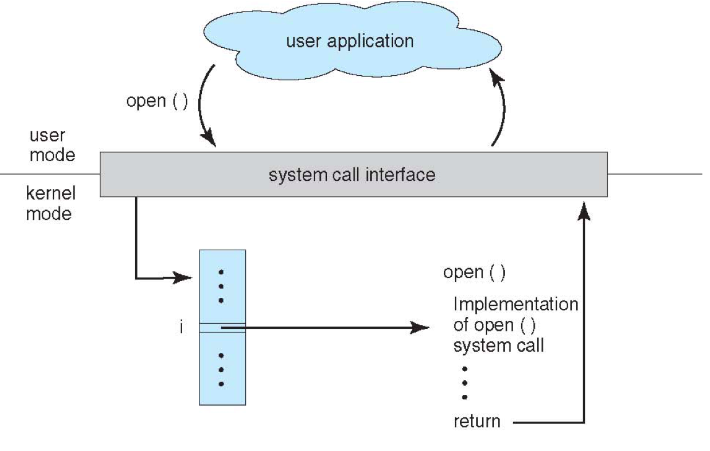 user application
open ( )
user
mode
system call interface
kernel
mode
open ( )
i
Implementation
of open ( )
system call
return